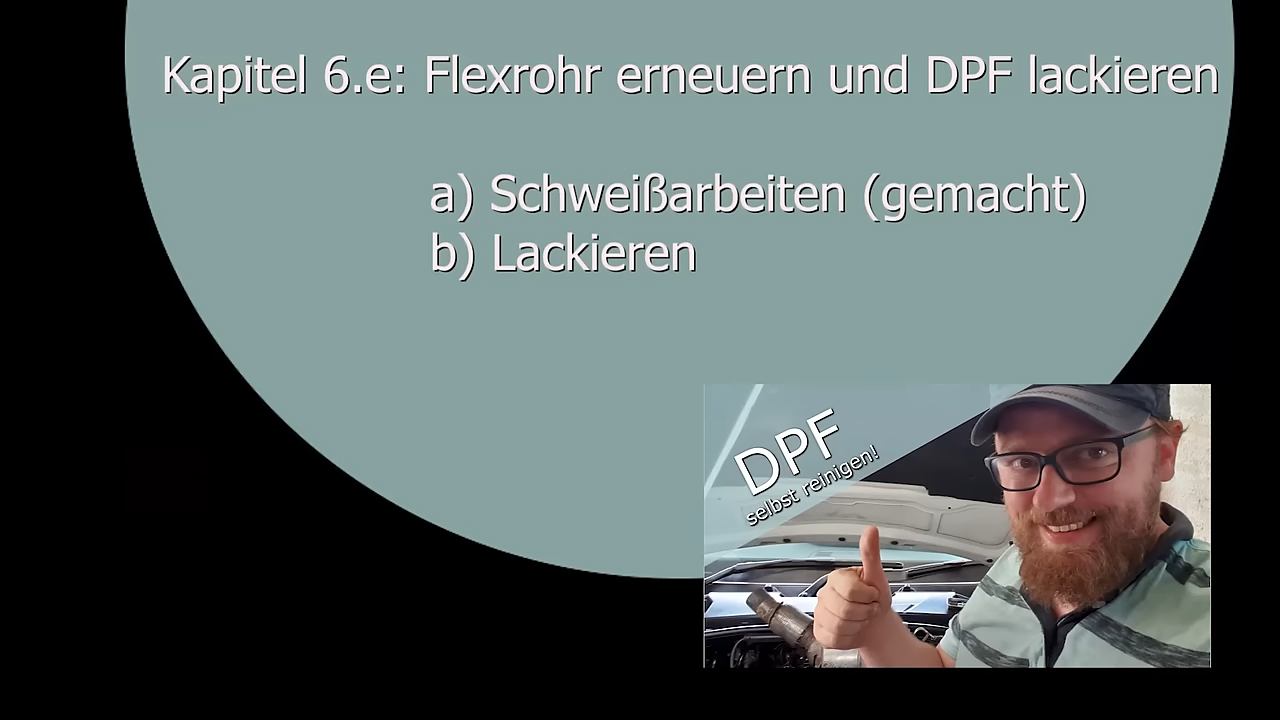 Kapitel 6.e: Flexrohr erneuern und DPF lackieren
a) Schweißarbeiten (gemacht)
b) Lackieren
DPF
selbst reinigen!